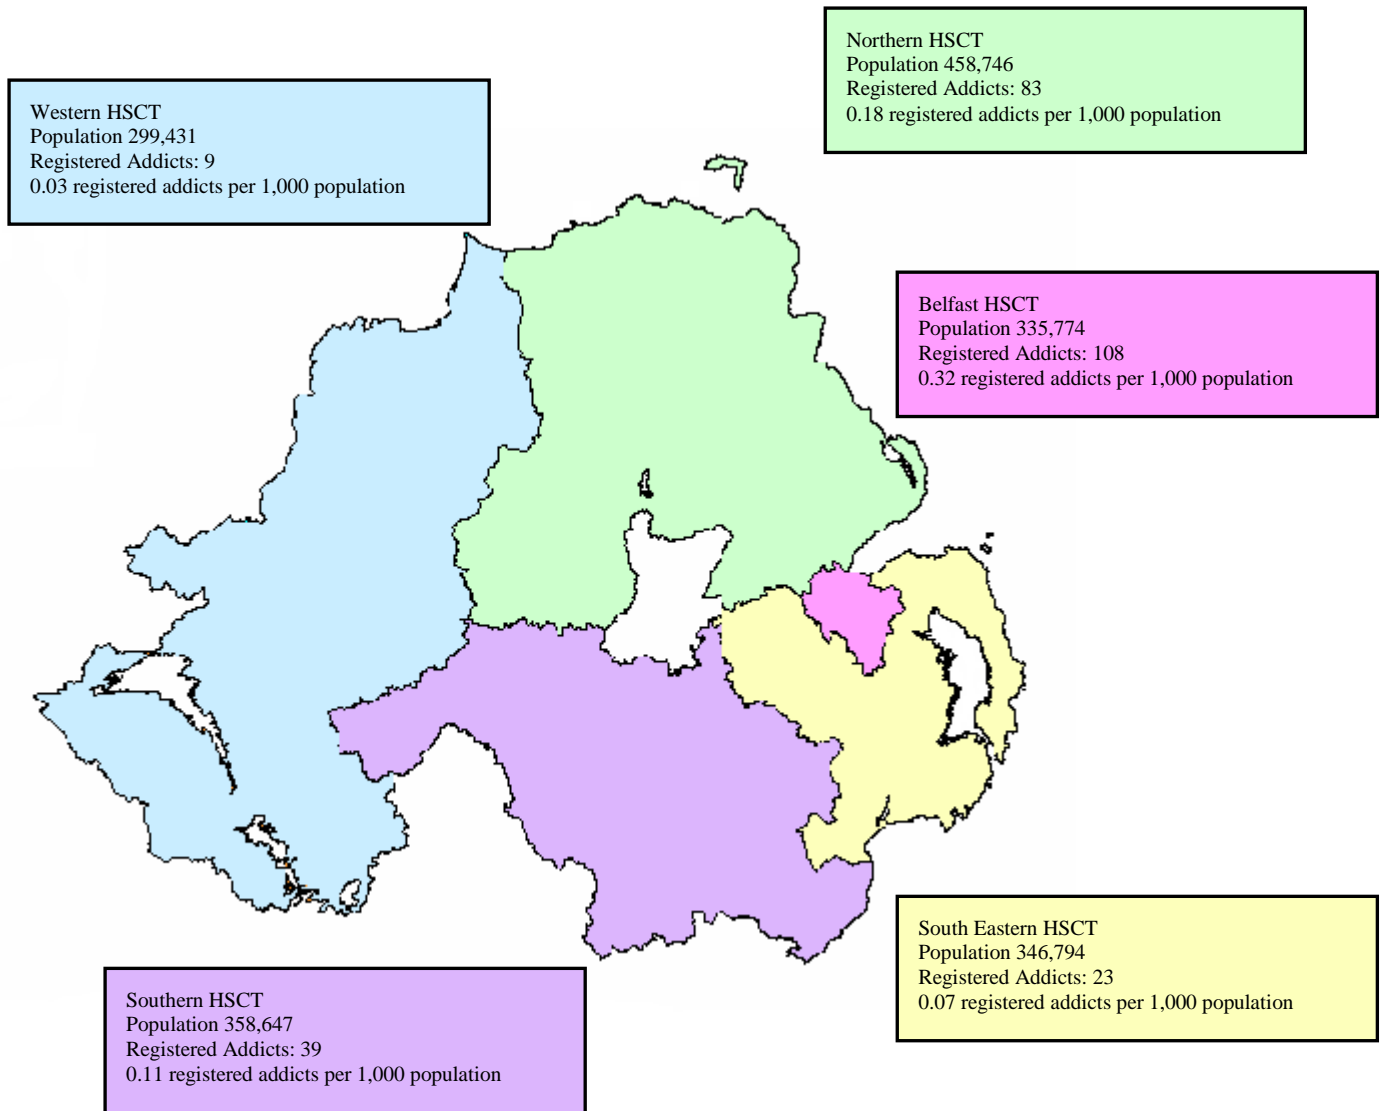 Northern HSCT
Population 458,746
Registered Addicts: 83
0.18 registered addicts per 1,000 population
Western HSCT
Population 299,431
Registered Addicts: 9
0.03 registered addicts per 1,000 population
Belfast HSCT
Population 335,774
Registered Addicts: 108
0.32 registered addicts per 1,000 population
South Eastern HSCT
Population 346,794
Registered Addicts: 23
0.07 registered addicts per 1,000 population
Southern HSCT
Population 358,647
Registered Addicts: 39
0.11 registered addicts per 1,000 population